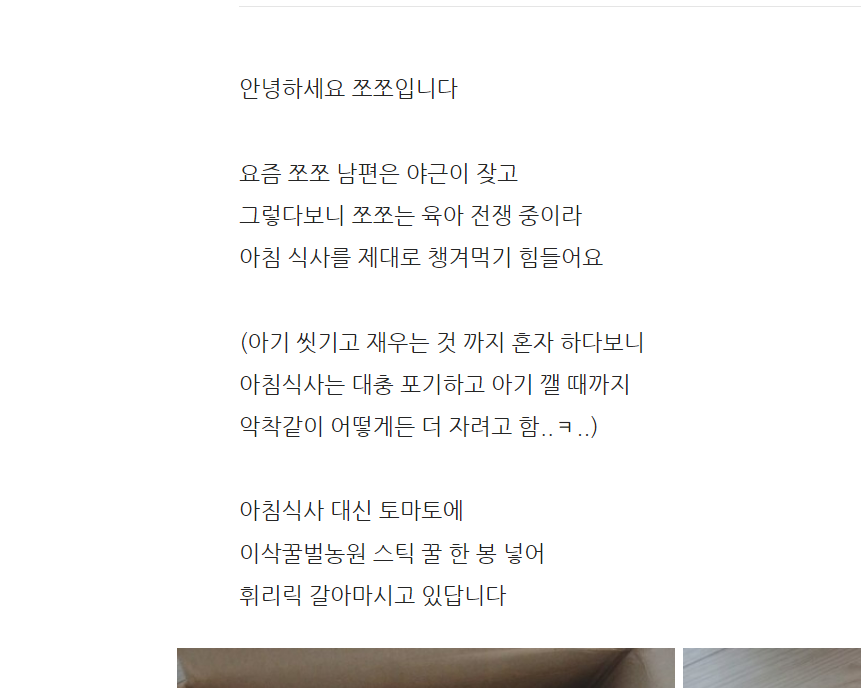 안녕하세요 쪼쪼입니다
요즘 쪼쪼 남편은 야근이 잦고
그렇다보니 쪼쪼는 육아 전쟁 중이라
아침 식사를 제대로 챙겨먹기 힘들어요
(아기 씻기고 재우는 것 까지 혼자 하다보니
아침식사는 대충 포기하고 아기 깰 때까지
악착같이 어떻게든 더 자려고 함..ㅋ..)
아침식사 대신 토마토에
이삭꿀벌농원 스틱 꿀 한 봉 넣어
휘리릭 갈아마시고 있답니다